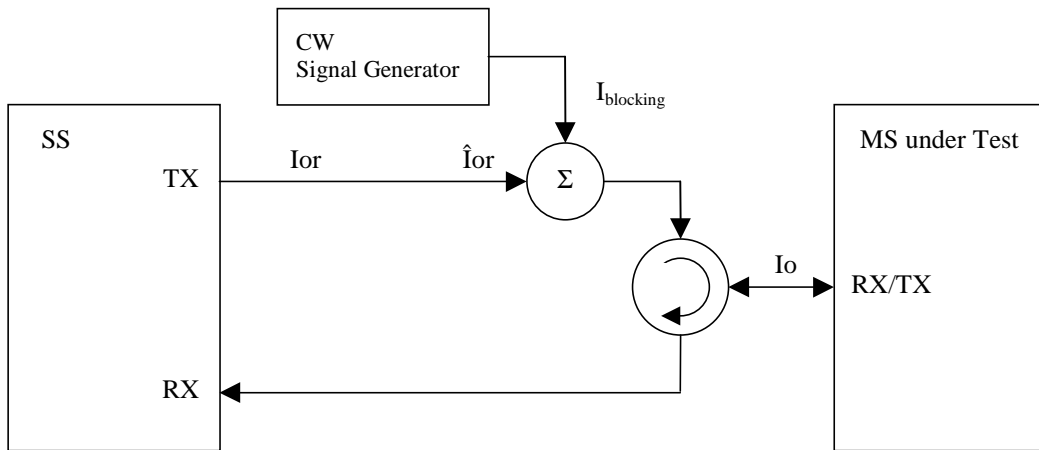 CW
Signal Generator
I_blocking
SS
MS under Test
TX
Ior
Îor
Σ
Io
RX/TX
RX